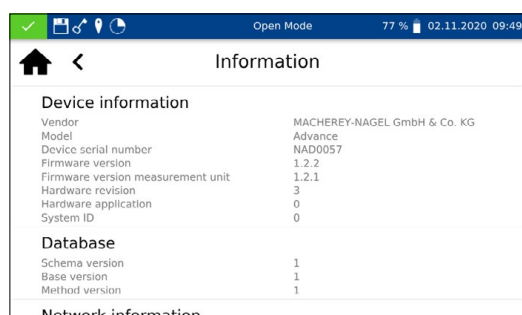 Open Mode 77 % 02.11.2020 09:49
Information
Device information
Vendor MACHEREY-NAGEL GmbH & Co. KG
Model Advance
Device serial number NAD0057
Firmware version 1.2.2
Firmware version measurement unit 1.2.1
Hardware revision 3
Hardware application 0
System ID 0
Database
Schema version 1
Base version 1
Method version 1
Network information